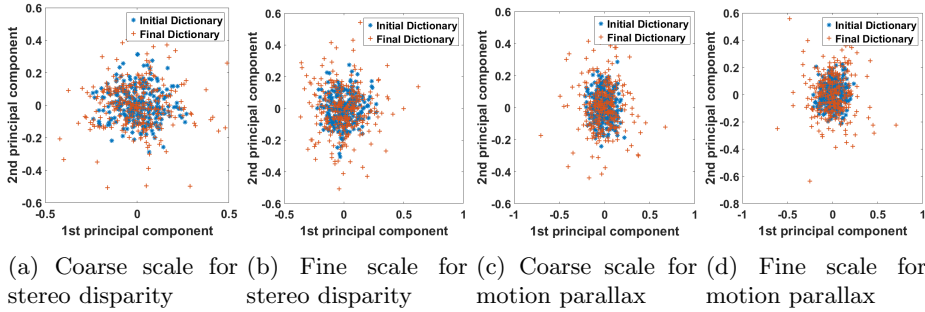 0.6
0.4
0.2
0
-0.2
-0.4
-0.6
-0.5
0
0.5
2nd principal component
1st principal component
Initial Dictionary
Final Dictionary
0.6
0.4
0.2
0
-0.2
-0.4
-0.6
-0.5
0
0.5
1
2nd principal component
1st principal component
Initial Dictionary
Final Dictionary
0.6
0.4
0.2
0
-0.2
-0.4
-0.6
-1
-0.5
0
0.5
1
2nd principal component
1st principal component
Initial Dictionary
Final Dictionary
0.6
0.4
0.2
0
-0.2
-0.4
-0.6
-0.8
-1
-0.5
0
0.5
1
2nd principal component
1st principal component
Initial Dictionary
Final Dictionary
(a) Coarse scale for
stereo disparity
(b) Fine scale for
stereo disparity
(c) Coarse scale for
motion parallax
(d) Fine scale for
motion parallax